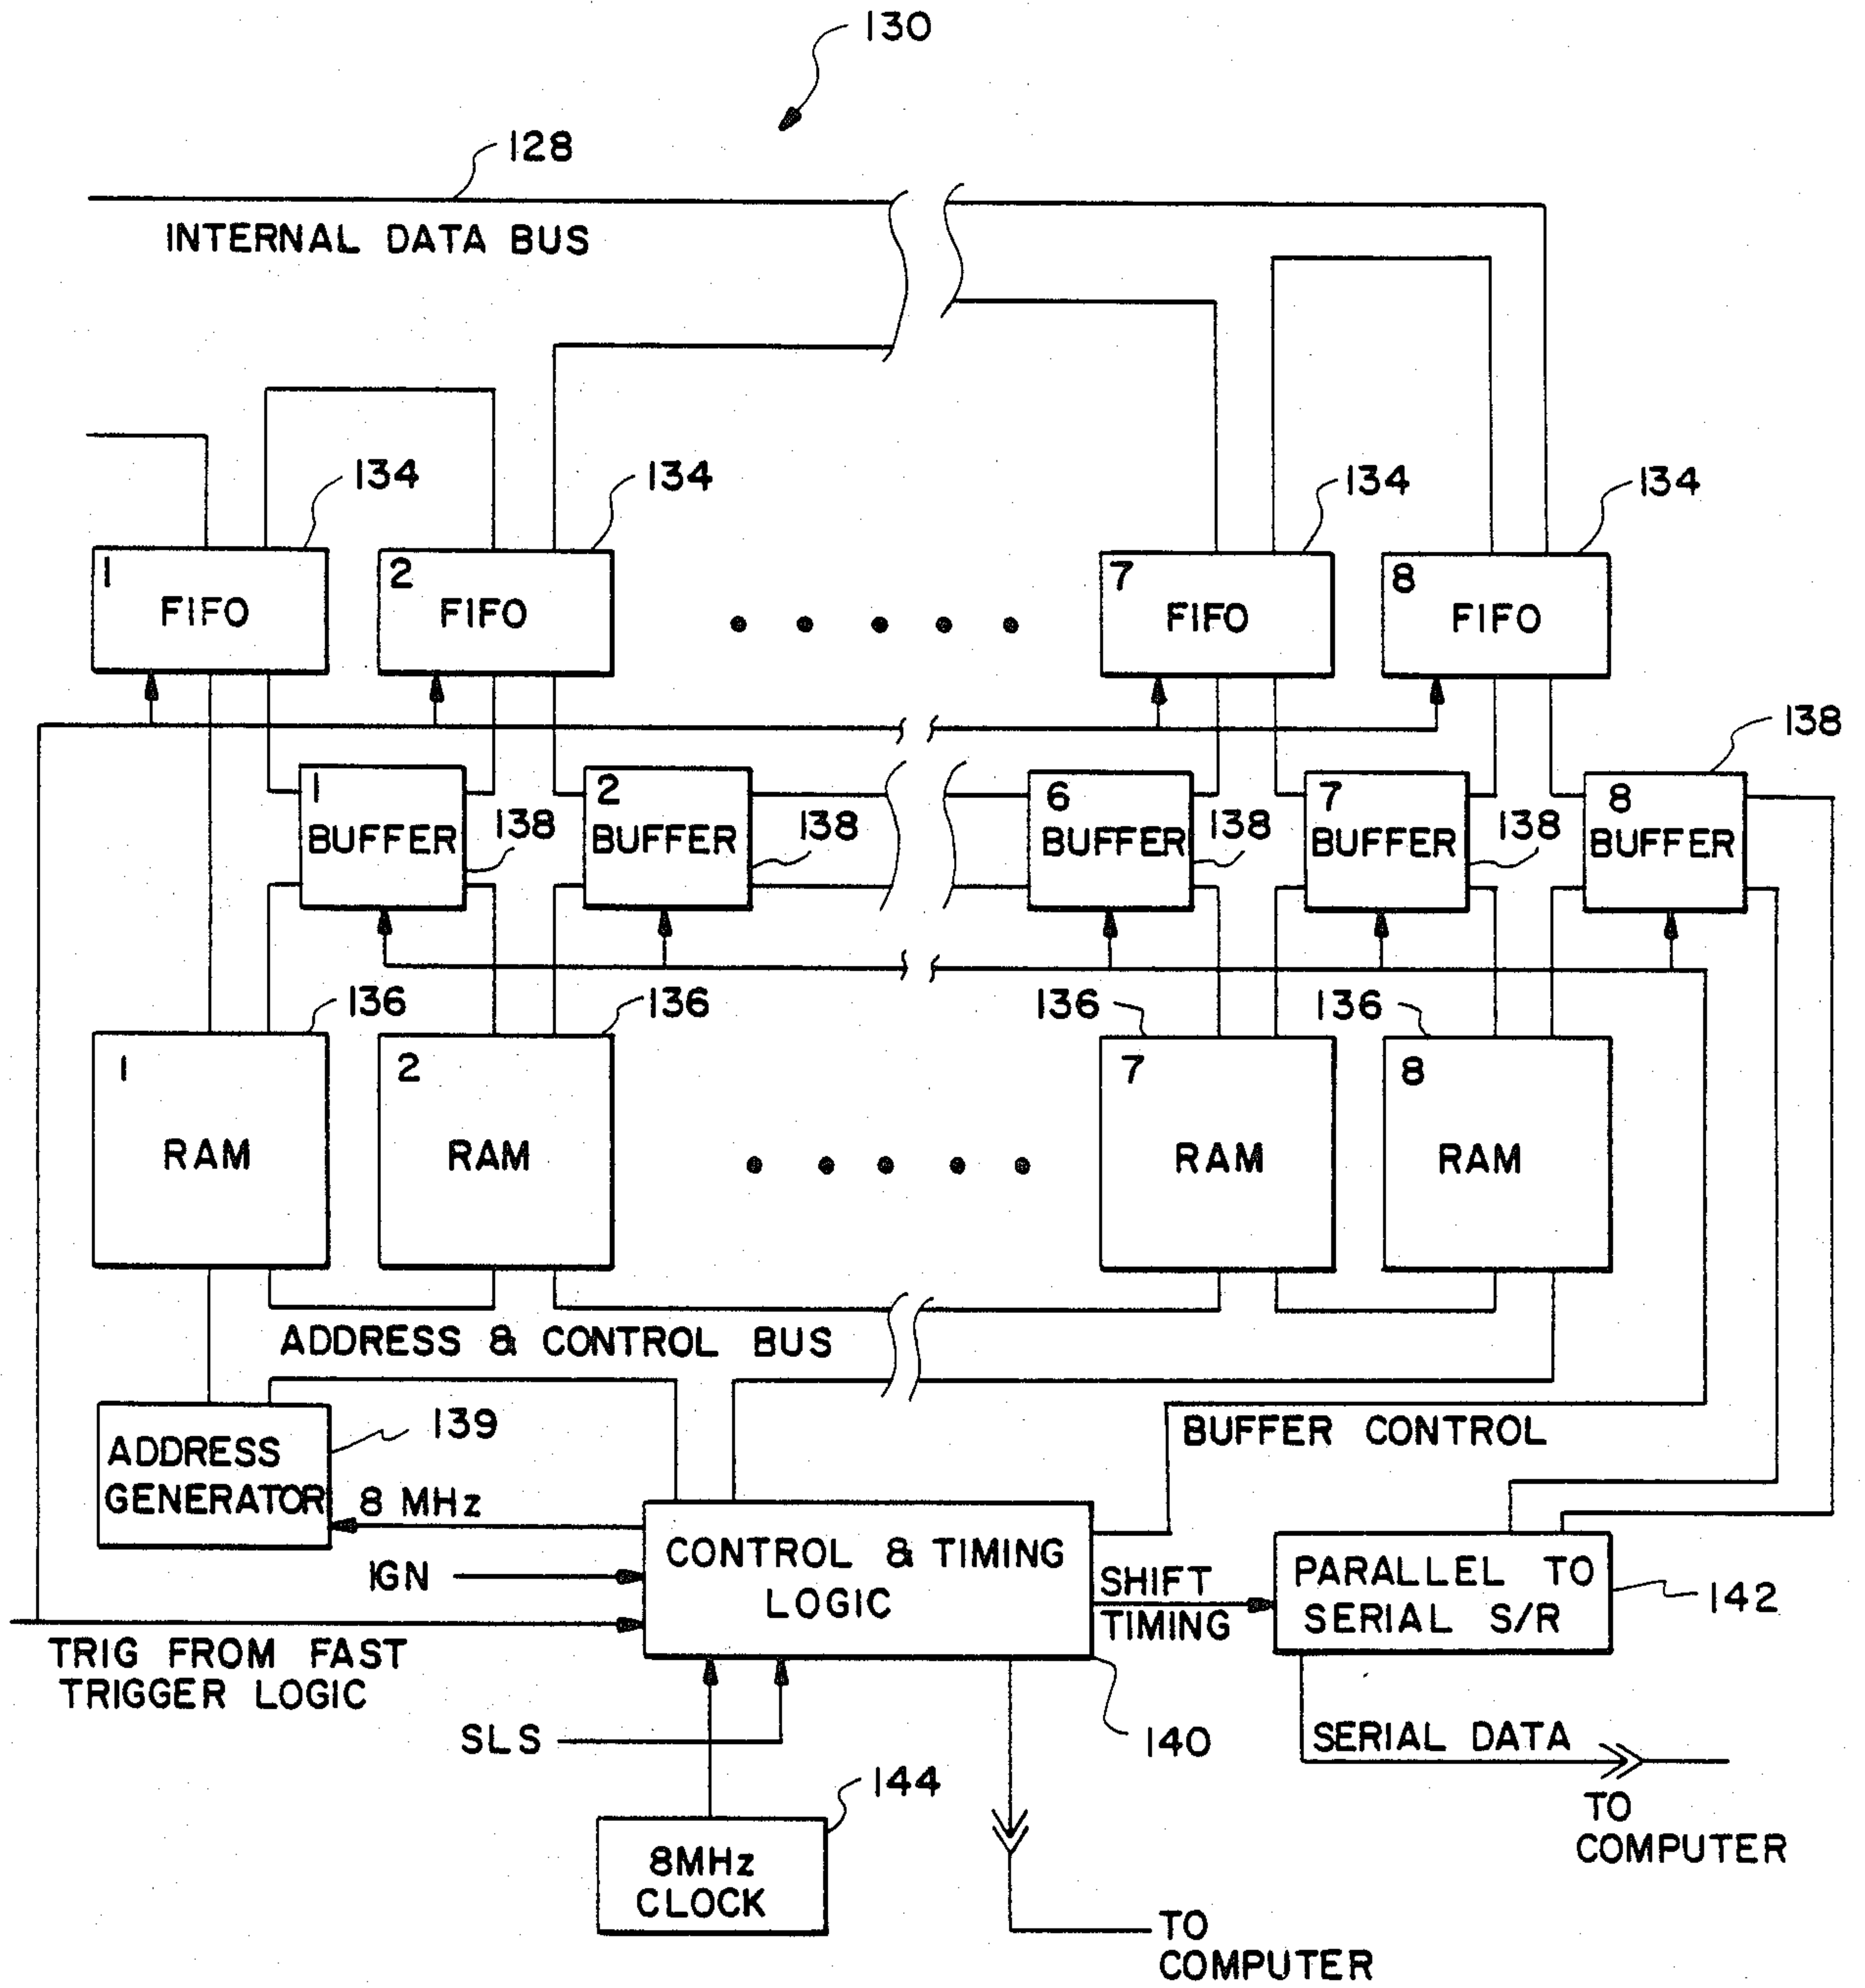 130
128
INTERNAL DATA BUS
134
134
134
134
1
FIFO
2
FIFO
7
FIFO
8
FIFO
138
1
BUFFER
138
2
BUFFER
138
6
BUFFER
138
7
BUFFER
138
8
BUFFER
136
136
136
136
1
RAM
2
RAM
7
RAM
8
RAM
ADDRESS & CONTROL BUS
139
ADDRESS
GENERATOR
8 MHz
BUFFER CONTROL
IGN
CONTROL & TIMING
LOGIC
SHIFT
TIMING
PARALLEL TO
SERIAL S/R
142
TRIG FROM FAST
TRIGGER LOGIC
SLS
140
SERIAL DATA
TO
COMPUTER
144
8MHz
CLOCK
TO
COMPUTER